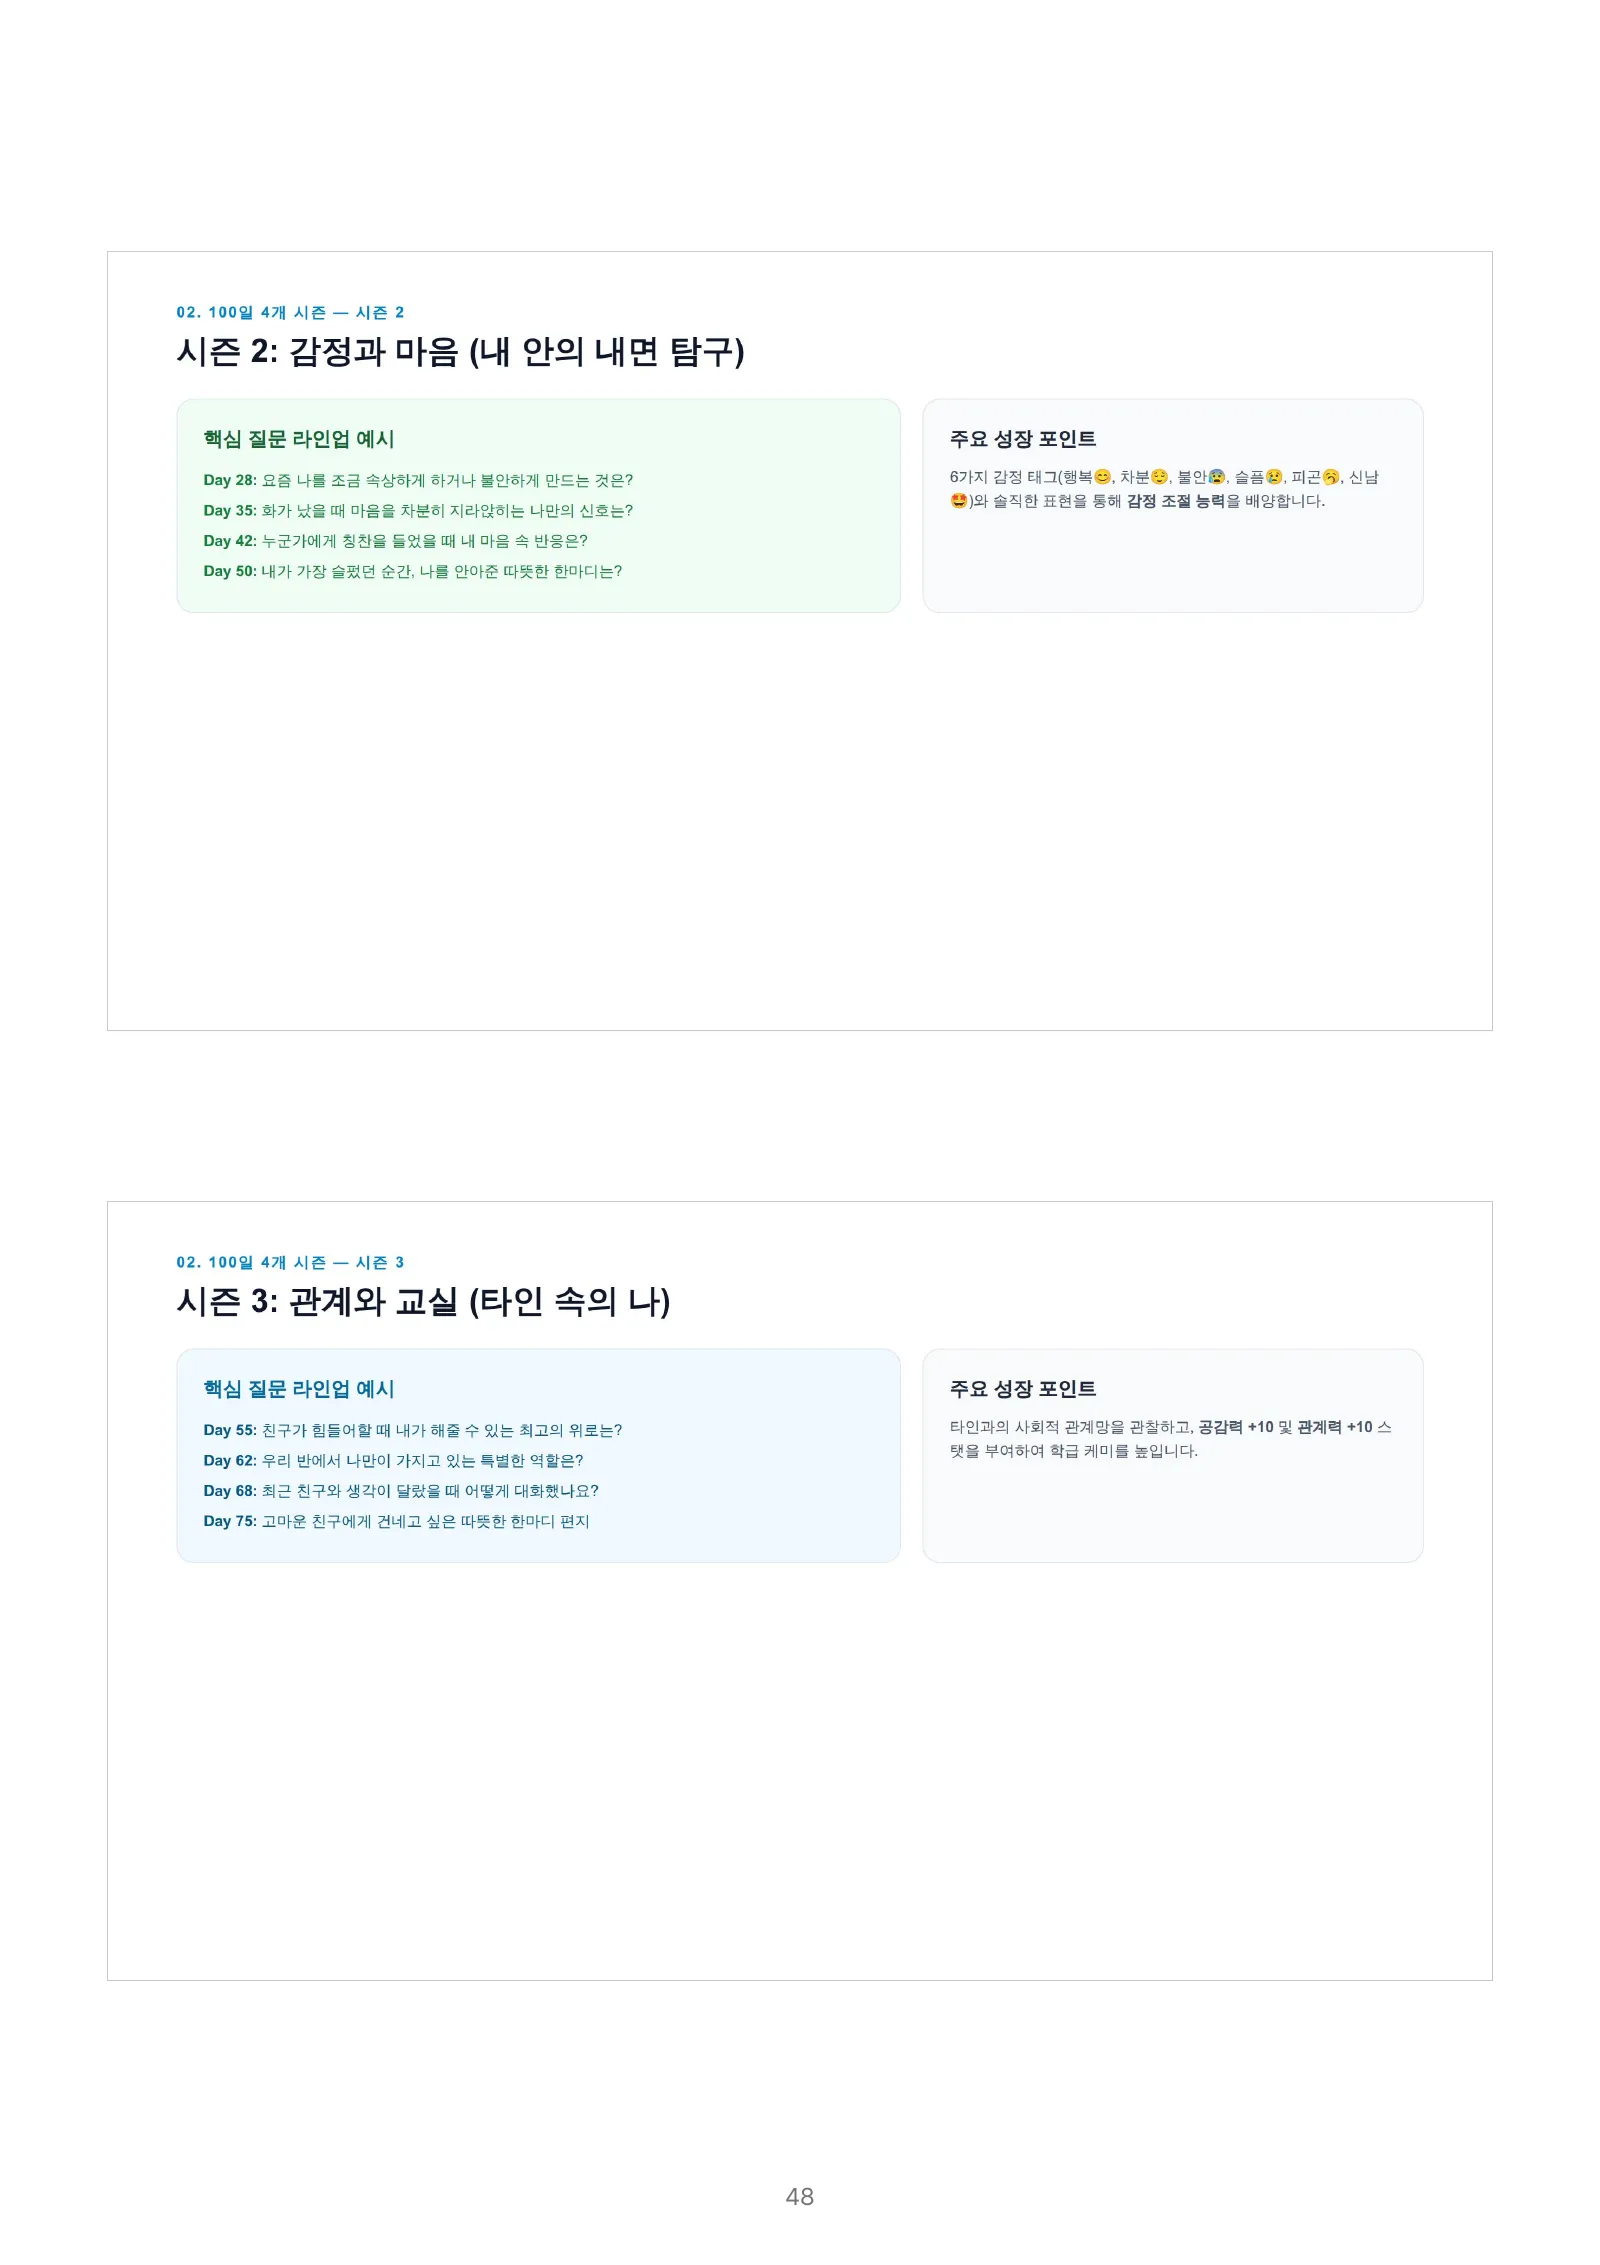 02. 100일 4개 시즌 — 시즌 2
시즌 2: 감정과 마음 (내 안의 내면 탐구)
핵심 질문 라인업 예시
Day 28: 요즘 나를 조금 속상하게 하거나 불안하게 만드는 것은?
Day 35: 화가 났을 때 마음을 차분히 지라앉히는 나만의 신호는?
Day 42: 누군가에게 칭찬을 들었을 때 내 마음 속 반응은?
Day 50: 내가 가장 슬펐던 순간, 나를 안아준 따뜻한 한마디는?
주요 성장 포인트
6가지 감정 태그(행복😊, 차분😌, 불안😰, 슬픔😢, 피곤🥱, 신남
🤩)와 솔직한 표현을 통해 감정 조절 능력을 배양합니다.
02. 100일 4개 시즌 — 시즌 3
시즌 3: 관계와 교실 (타인 속의 나)
핵심 질문 라인업 예시
Day 55: 친구가 힘들어할 때 내가 해줄 수 있는 최고의 위로는?
Day 62: 우리 반에서 나만이 가지고 있는 특별한 역할은?
Day 68: 최근 친구와 생각이 달랐을 때 어떻게 대화했나요?
Day 75: 고마운 친구에게 건네고 싶은 따뜻한 한마디 편지
주요 성장 포인트
타인과의 사회적 관계망을 관찰하고, 공감력 +10 및 관계력 +10 스
탯을 부여하여 학급 케미를 높입니다.
48